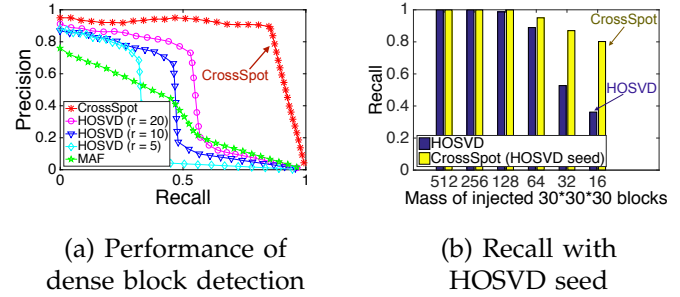 1
0.8
0.6
0.4
0.2
0
Precision
CrossSpot
CrossSpot
HOSVD (r = 20)
HOSVD (r = 10)
HOSVD (r = 5)
MAF
0 0.5 1
Recall
(a) Performance of
dense block detection
1
0.8
0.6
0.4
0.2
0
Recall
CrossSpot
HOSVD
HOSVD
CrossSpot (HOSVD seed)
512 256 128 64 32 16
Mass of injected 30*30*30 blocks
(b) Recall with
HOSVD seed